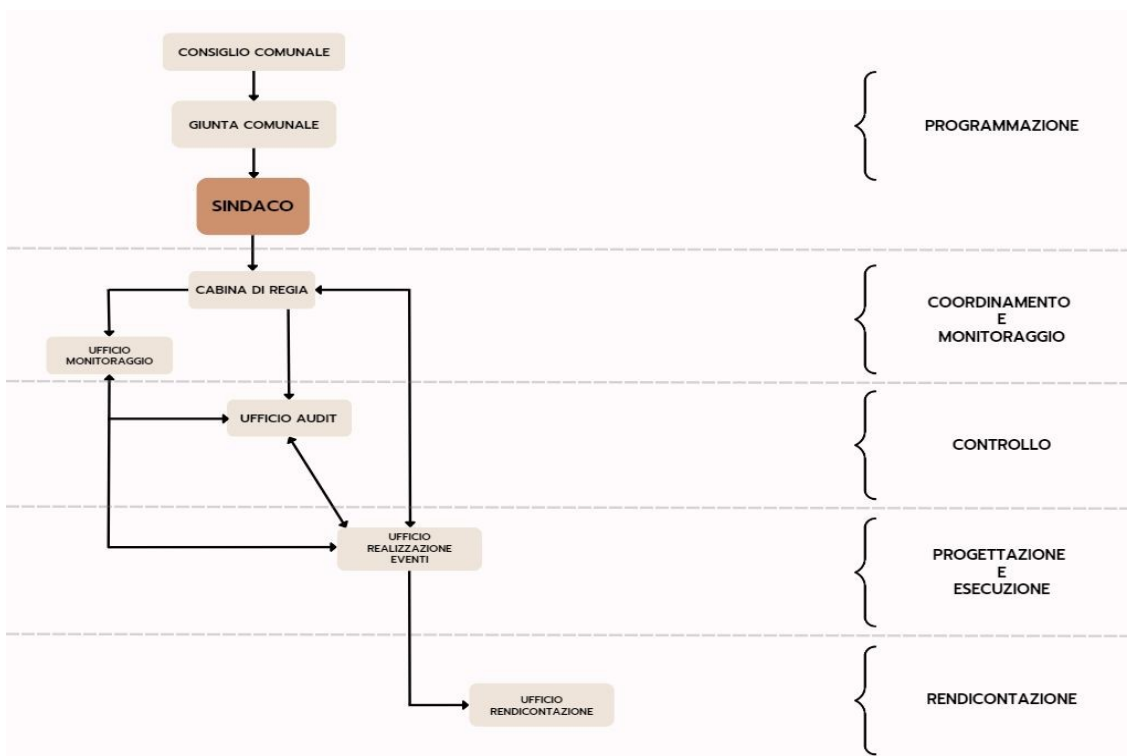 CONSIGLIO COMUNALE
GIUNTA COMUNALE
PROGRAMMAZIONE
SINDACO
CABINA DI REGIA
COORDINAMENTO
E
MONITORAGGIO
UFFICIO
MONITORAGGIO
UFFICIO AUDIT
CONTROLLO
UFFICIO
REALIZZAZIONE
EVENTI
PROGETTAZIONE
E
ESECUZIONE
UFFICIO
RENDICONTAZIONE
RENDICONTAZIONE